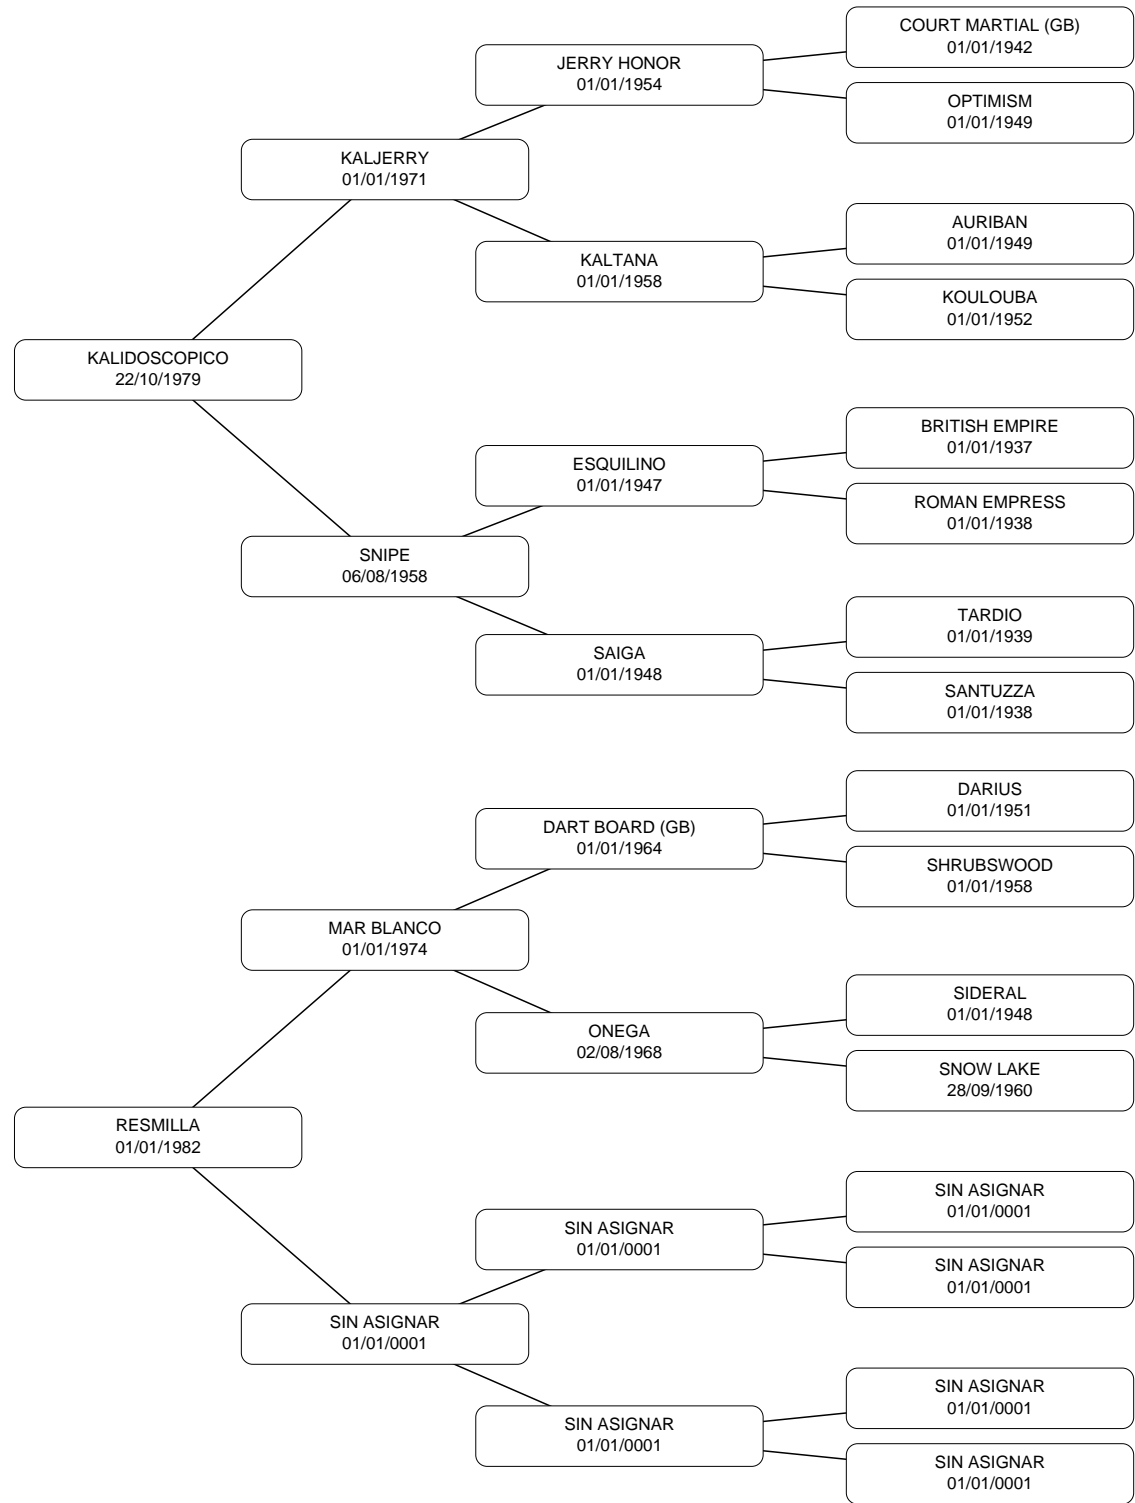 COURT MARTIAL (GB)
01/01/1942
JERRY HONOR
01/01/1954
OPTIMISM
01/01/1949
KALJERRY
01/01/1971
AURIBAN
01/01/1949
KALTANA
01/01/1958
KOULOUBA
01/01/1952
KALIDOSCOPICO
22/10/1979
BRITISH EMPIRE
01/01/1937
ESQUILINO
01/01/1947
ROMAN EMPRESS
01/01/1938
SNIPE
06/08/1958
TARDIO
01/01/1939
SAIGA
01/01/1948
SANTUZZA
01/01/1938
DARIUS
01/01/1951
DART BOARD (GB)
01/01/1964
SHRUBSWOOD
01/01/1958
MAR BLANCO
01/01/1974
SIDERAL
01/01/1948
ONEGA
02/08/1968
SNOW LAKE
28/09/1960
RESMILLA
01/01/1982
SIN ASIGNAR
01/01/0001
SIN ASIGNAR
01/01/0001
SIN ASIGNAR
01/01/0001
SIN ASIGNAR
01/01/0001
SIN ASIGNAR
01/01/0001
SIN ASIGNAR
01/01/0001
SIN ASIGNAR
01/01/0001